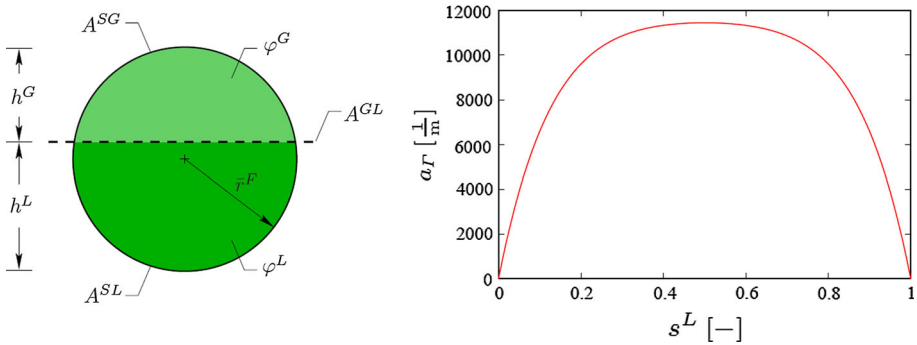 A^{SG}
φ^G
h^G
A^{GL}
h^L
r̄^F
φ^L
A^{SL}
12000
10000
8000
6000
4000
2000
0
a_Γ [1/m]
0 0.2 0.4 0.6 0.8 1
s^L [−]